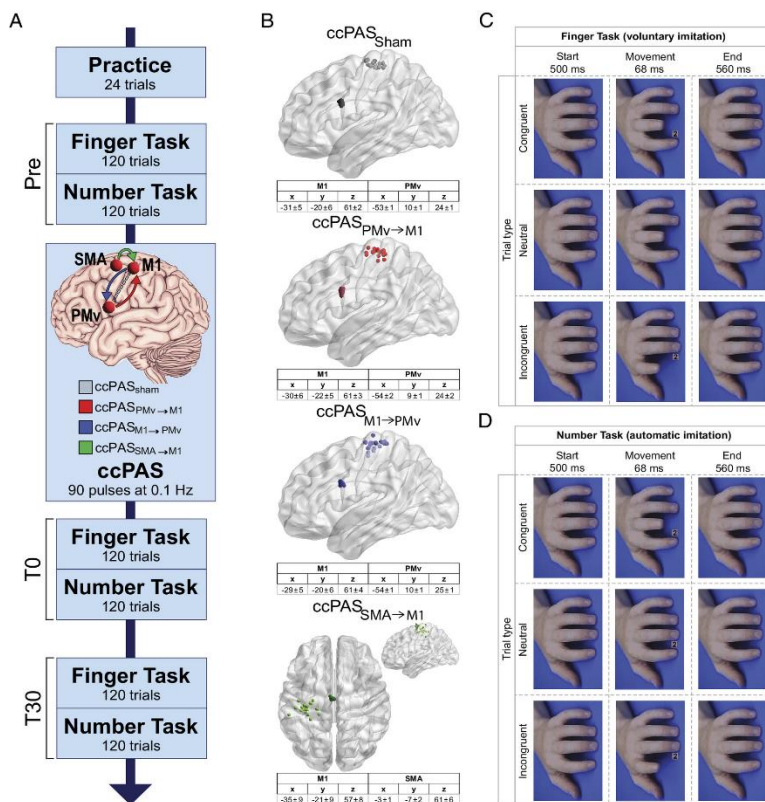 A
Practice
24 trials
Pre
Finger Task
120 trials
Number Task
120 trials
SMA
M1
PMv
ccPASsham
ccPASPMv→M1
ccPASM1→PMv
ccPASSMA→M1
ccPAS
90 pulses at 0.1 Hz
T0
Finger Task
120 trials
Number Task
120 trials
T30
Finger Task
120 trials
Number Task
120 trials
B
ccPASSham
M1 PMv
x y z x y z
-31±5 -20±6 61±2 -53±1 10±1 24±1
ccPASPMv→M1
M1 PMv
x y z x y z
-30±6 -22±5 61±3 -54±2 9±1 24±2
ccPASM1→PMv
M1 PMv
x y z x y z
-29±5 -20±6 61±4 -54±1 10±1 25±1
ccPASSMA→M1
M1 SMA
x y z x y z
-35±9 -21±9 57±8 -3±1 -7±2 61±6
C
Finger Task (voluntary imitation)
Start Movement End
500 ms 68 ms 560 ms
Trial type
Congruent
2
Neutral
Incongruent
2
D
Number Task (automatic imitation)
Start Movement End
500 ms 68 ms 560 ms
Trial type
Congruent
2
Neutral
2
Incongruent
2